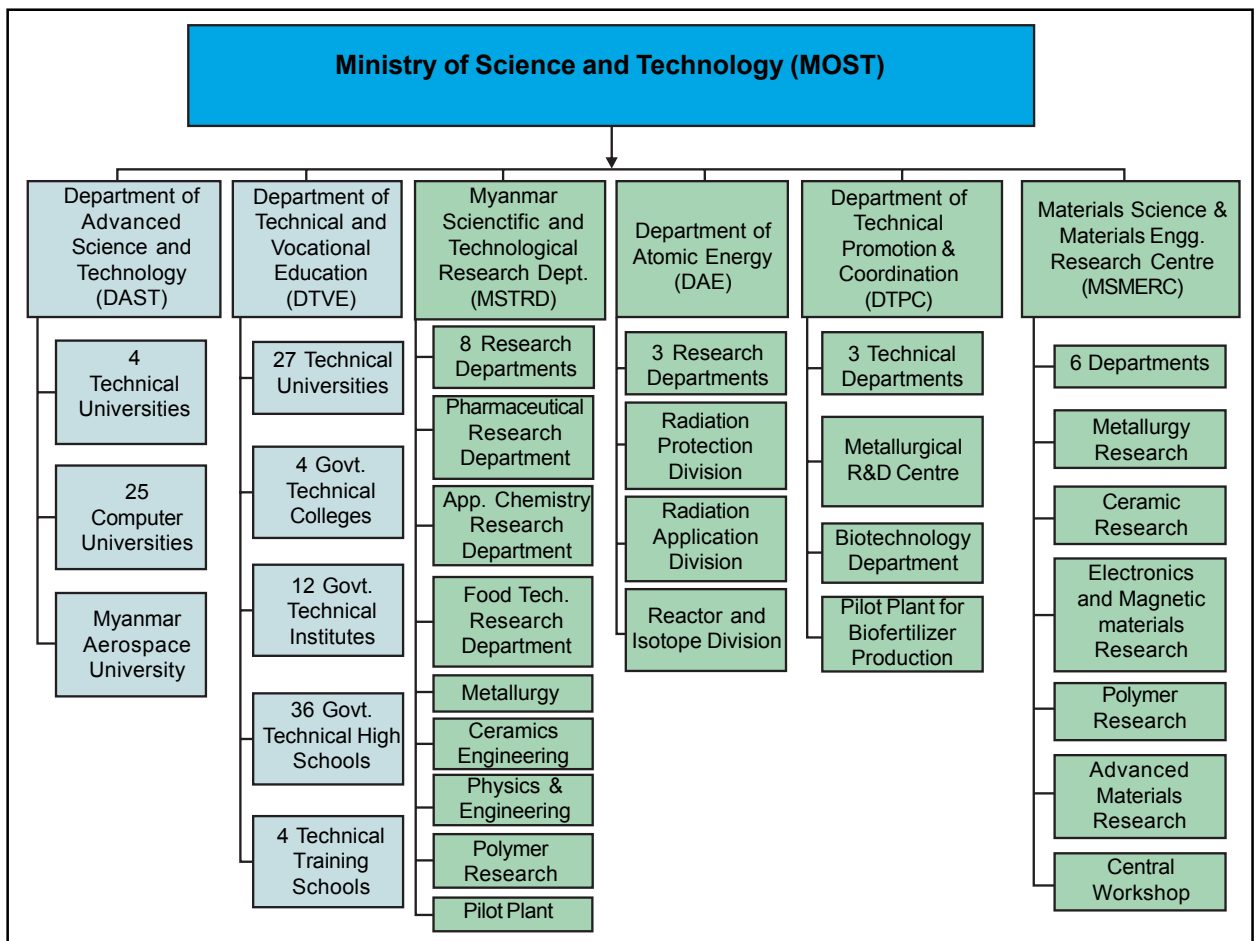 Ministry of Science and Technology (MOST)
Department of
Advanced
Science and
Technology
(DAST)
4
Technical
Universities
25
Computer
Universities
Myanmar
Aerospace
University
Department of
Technical and
Vocational
Education
(DTVE)
27 Technical
Universities
4 Govt.
Technical
Colleges
12 Govt.
Technical
Institutes
36 Govt.
Technical High
Schools
4 Technical
Training
Schools
Myanmar
Scienctific and
Technological
Research Dept.
(MSTRD)
8 Research
Departments
Pharmaceutical
Research
Department
App. Chemistry
Research
Department
Food Tech.
Research
Department
Metallurgy
Ceramics
Engineering
Physics &
Engineering
Polymer
Research
Pilot Plant
Department of
Atomic Energy
(DAE)
3 Research
Departments
Radiation
Protection
Division
Radiation
Application
Division
Reactor and
Isotope Division
Department of
Technical
Promotion &
Coordination
(DTPC)
3 Technical
Departments
Metallurgical
R&D Centre
Biotechnology
Department
Pilot Plant for
Biofertilizer
Production
Materials Science &
Materials Engg.
Research Centre
(MSMERC)
6 Departments
Metallurgy
Research
Ceramic
Research
Electronics
and Magnetic
materials
Research
Polymer
Research
Advanced
Materials
Research
Central
Workshop